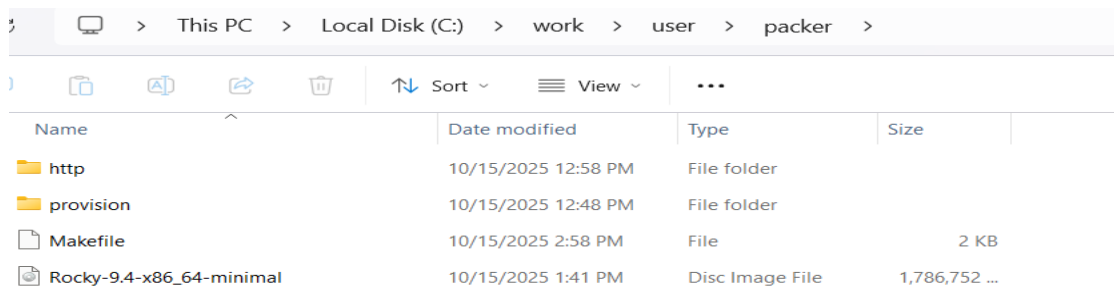 This PC > Local Disk (C:) > work > user > packer >
Sort View ...
Name Date modified Type Size
http 10/15/2025 12:58 PM File folder
provision 10/15/2025 12:48 PM File folder
Makefile 10/15/2025 2:58 PM File 2 KB
Rocky-9.4-x86_64-minimal 10/15/2025 1:41 PM Disc Image File 1,786,752 ...